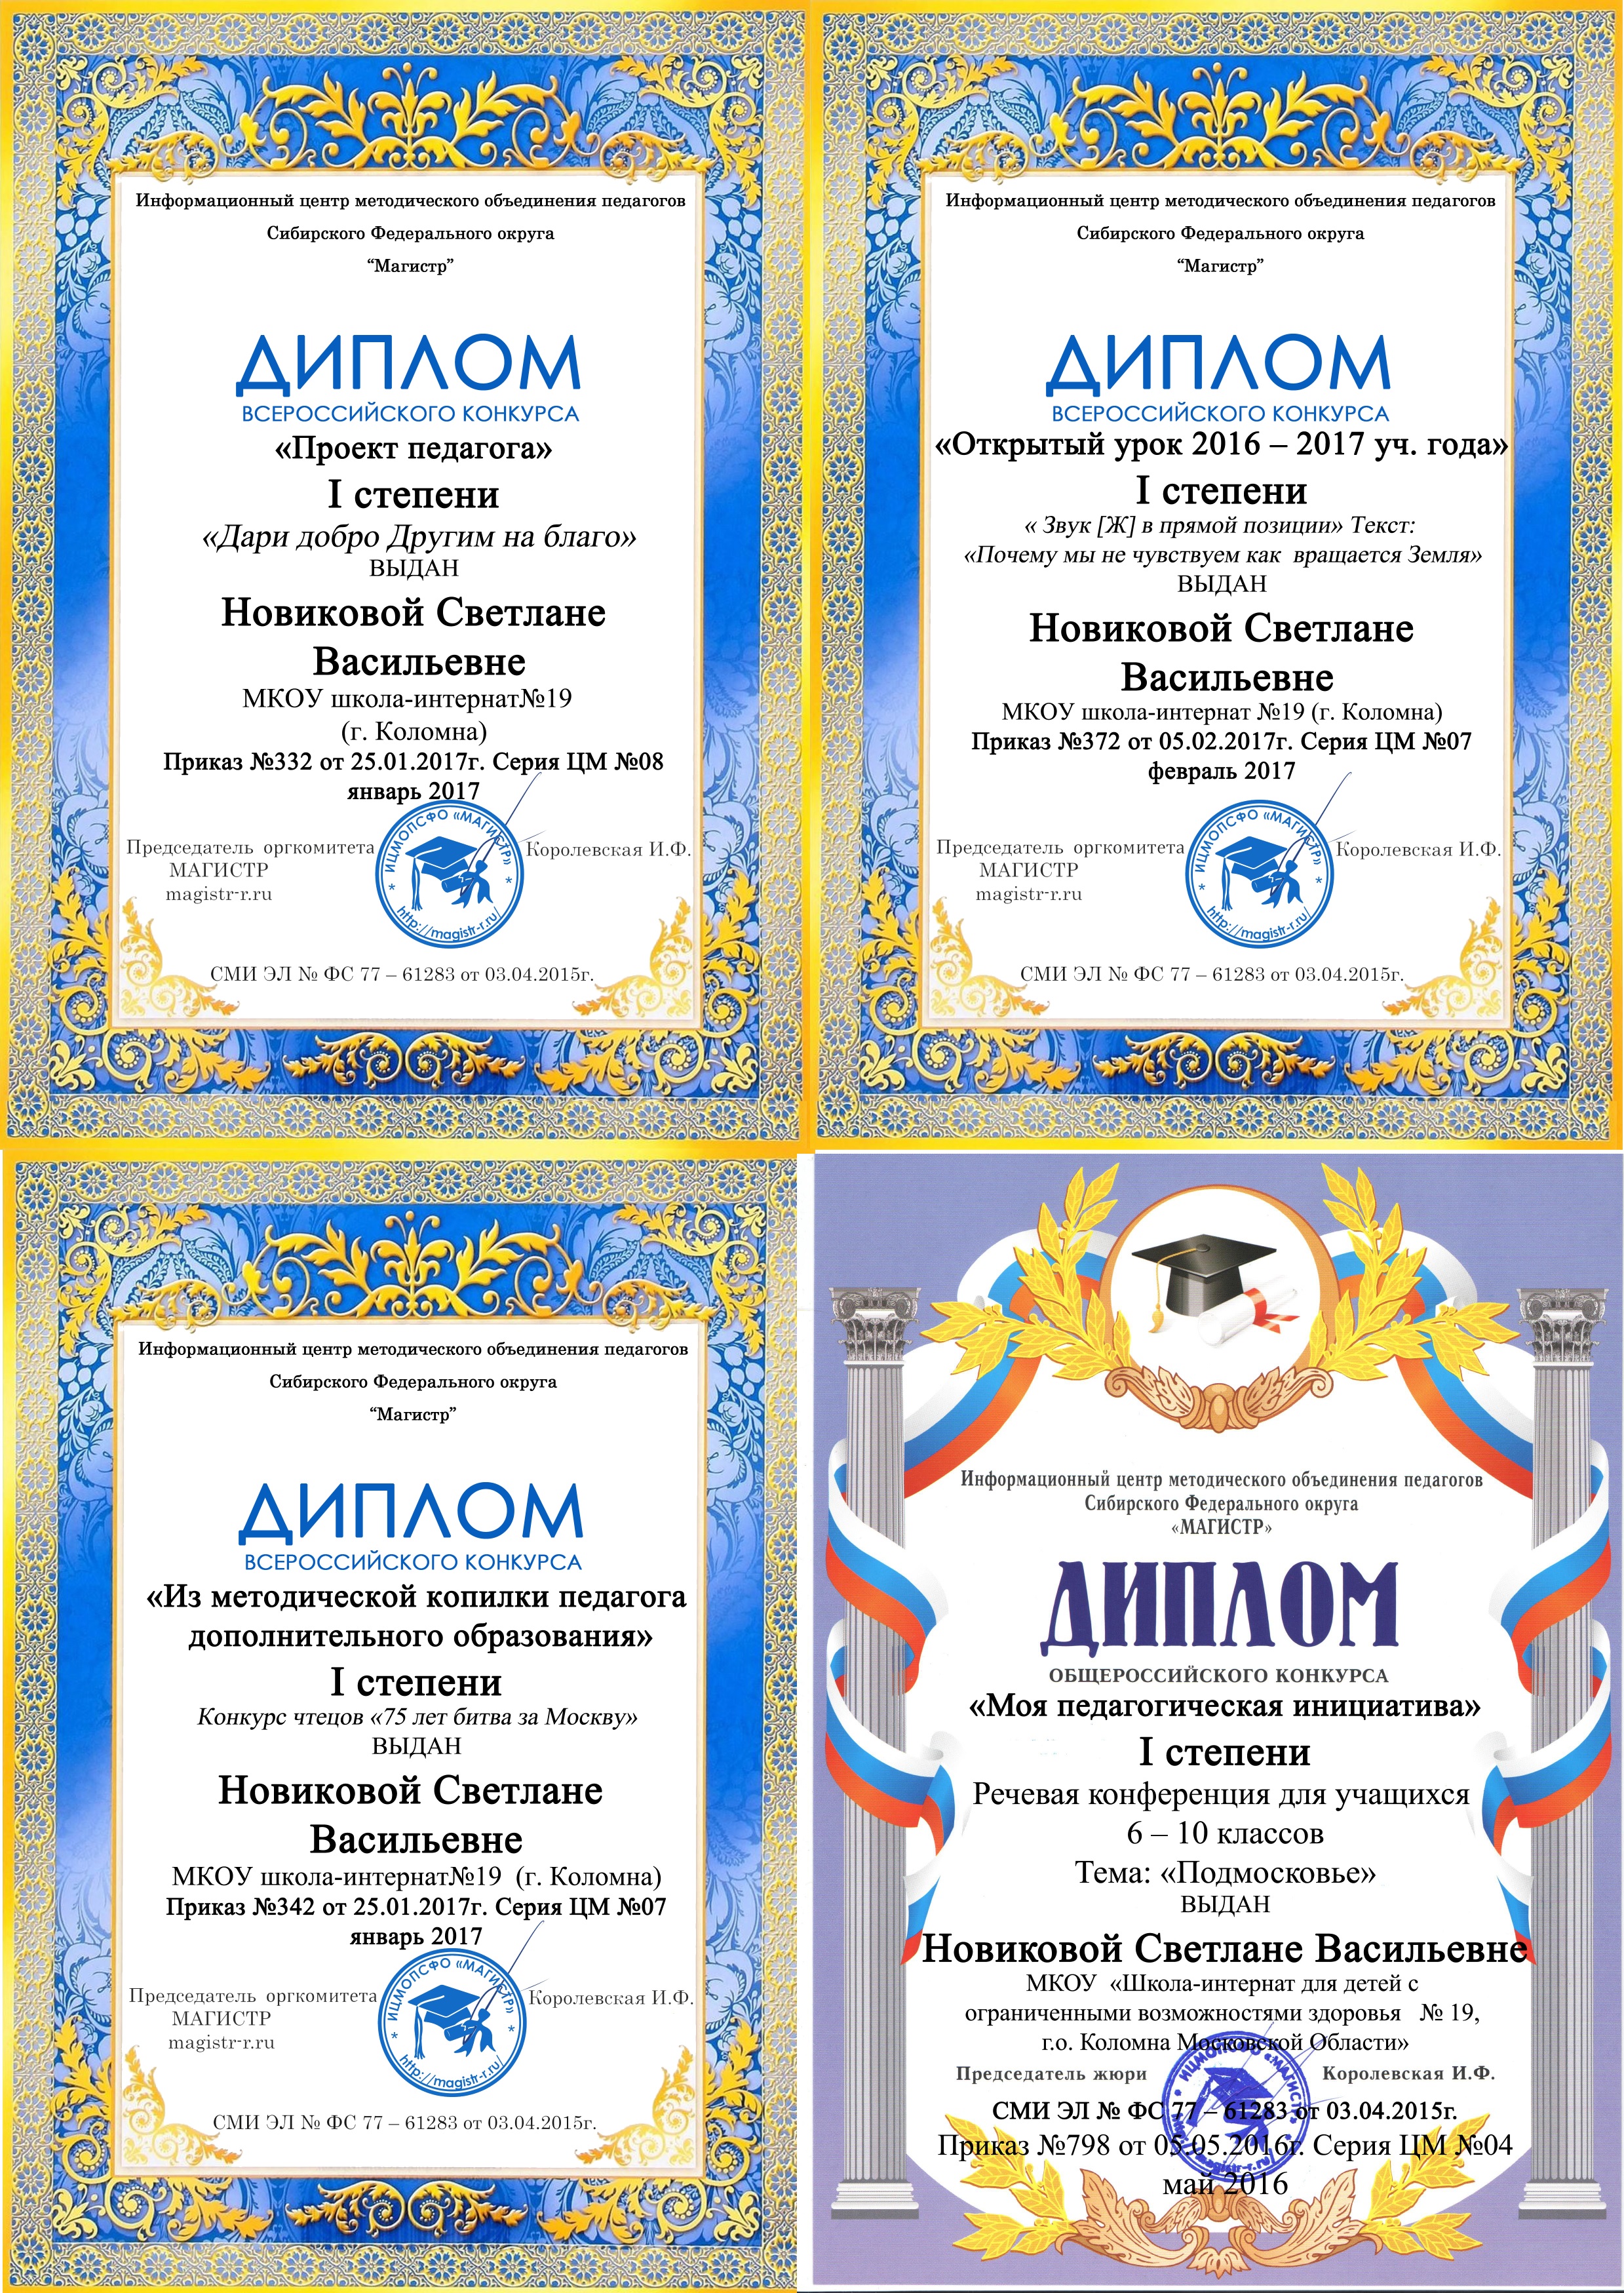 Информационный центр методического объединения педагогов
Сибирского Федерального округа
“Магистр”
ДИПЛОМ
ВСЕРОССИЙСКОГО КОНКУРСА
«Проект педагога»
I степени
«Дари добро Другим на благо»
ВЫДАН
Новиковой Светлане
Васильевне
МКОУ школа-интернат№19
(г. Коломна)
Приказ №332 от 25.01.2017г. Серия ЦМ №08
январь 2017
Председатель оргкомитета
МАГИСТР
magistr-r.ru
ИЦМОПСФО «МАГИСТР»
http://magistr-r.ru/
Королевская И.Ф.
СМИ ЭЛ № ФС 77 – 61283 от 03.04.2015г.
Информационный центр методического объединения педагогов
Сибирского Федерального округа
“Магистр”
ДИПЛОМ
ВСЕРОССИЙСКОГО КОНКУРСА
«Открытый урок 2016 – 2017 уч. года»
I степени
« Звук [Ж] в прямой позиции» Текст:
«Почему мы не чувствуем как  вращается Земля»
ВЫДАН
Новиковой Светлане
Васильевне
МКОУ школа-интернат №19 (г. Коломна)
Приказ №372 от 05.02.2017г. Серия ЦМ №07
февраль 2017
Председатель оргкомитета
МАГИСТР
magistr-r.ru
ИЦМОПСФО «МАГИСТР»
http://magistr-r.ru/
Королевская И.Ф.
СМИ ЭЛ № ФС 77 – 61283 от 03.04.2015г.
Информационный центр методического объединения педагогов
Сибирского Федерального округа
“Магистр”
ДИПЛОМ
ВСЕРОССИЙСКОГО КОНКУРСА
«Из методической копилки педагога
дополнительного образования»
I степени
Конкурс чтецов «75 лет битва за Москву»
ВЫДАН
Новиковой Светлане
Васильевне
МКОУ школа-интернат№19  (г. Коломна)
Приказ №342 от 25.01.2017г. Серия ЦМ №07
январь 2017
Председатель оргкомитета
МАГИСТР
magistr-r.ru
ИЦМОПСФО «МАГИСТР»
http://magistr-r.ru/
Королевская И.Ф.
СМИ ЭЛ № ФС 77 – 61283 от 03.04.2015г.
Информационный центр методического объединения педагогов
Сибирского Федерального округа
«МАГИСТР»
ДИПЛОМ
ОБЩЕРОССИЙСКОГО КОНКУРСА
«Моя педагогическая инициатива»
I степени
Речевая конференция для учащихся
6 – 10 классов
Тема: «Подмосковье»
ВЫДАН
Новиковой Светлане Васильевне
МКОУ  «Школа-интернат для детей с
ограниченными возможностями здоровья   № 19,
г.о. Коломна Московской Области»
Председатель жюри
ИЦМОПСФО «МАГИСТР»
Королевская И.Ф.
СМИ ЭЛ № ФС 77 – 61283 от 03.04.2015г.
Приказ №798 от 05.05.2016г. Серия ЦМ №04
май 2016